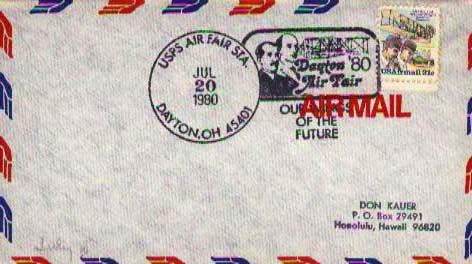 USPS AIR FAIR STA.
JUL
20
1980
DAYTON, OH 45401
Dayton '80
Air Fair
USAirmail 31c
AIR MAIL
OF THE
FUTURE
DON KAUER
P. O. Box 29491
Honolulu, Hawaii 96820
July